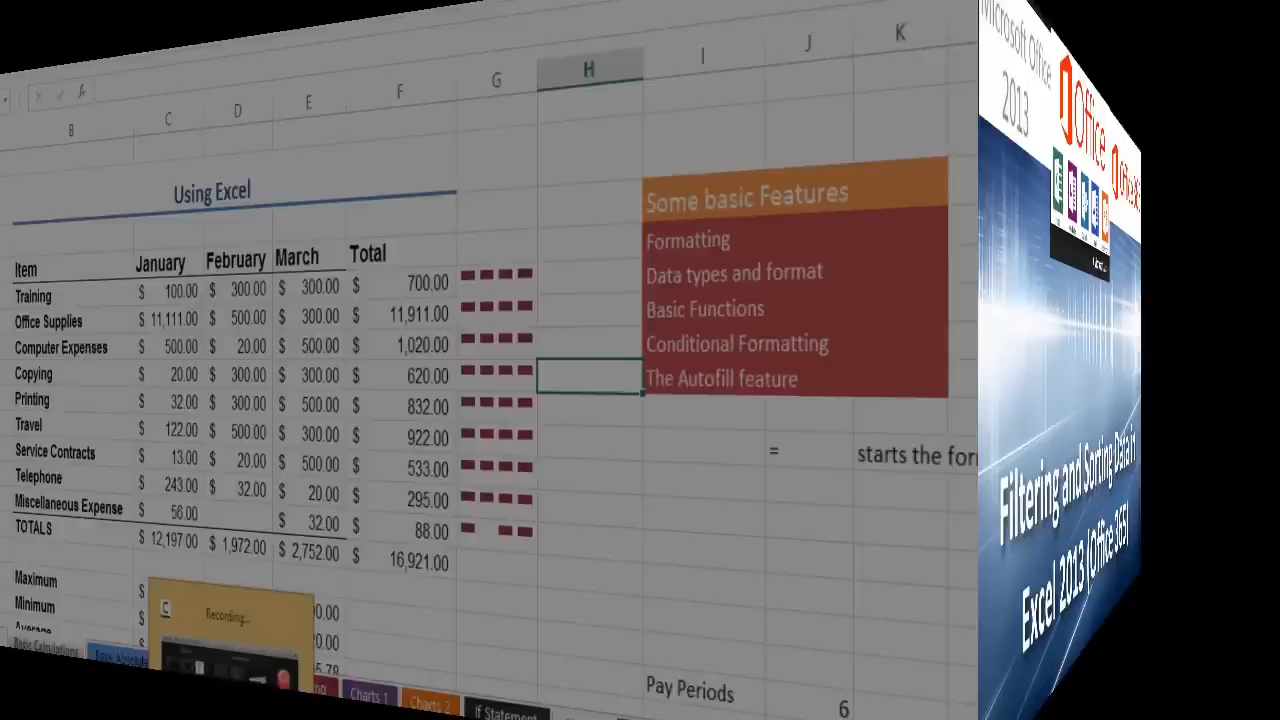 B C D E F G H I J K
Using Excel
Item January February March Total
Training $ 100.00 $ 300.00 $ 300.00 $ 700.00
Office Supplies $ 11,111.00 $ 500.00 $ 300.00 $ 11,911.00
Computer Expenses $ 500.00 $ 20.00 $ 500.00 $ 1,020.00
Copying $ 20.00 $ 300.00 $ 300.00 $ 620.00
Printing $ 32.00 $ 300.00 $ 500.00 $ 832.00
Travel $ 122.00 $ 500.00 $ 300.00 $ 922.00
Service Contracts $ 13.00 $ 20.00 $ 500.00 $ 533.00
Telephone $ 243.00 $ 32.00 $ 20.00 $ 295.00
Miscellaneous Expense $ 56.00 $ 32.00 $ 88.00
TOTALS $ 12,197.00 $ 1,972.00 $ 2,752.00 $ 16,921.00
Maximum $
Minimum $
Average $
Some basic Features
Formatting
Data types and format
Basic Functions
Conditional Formatting
The Autofill feature
= starts the for
Pay Periods 6
Recording...
Basic Calculations
Charts 1
Charts 2
If Statement
Microsoft Office
2013
Office
Filtering and Sorting Data in
Excel 2013 (Office 365)